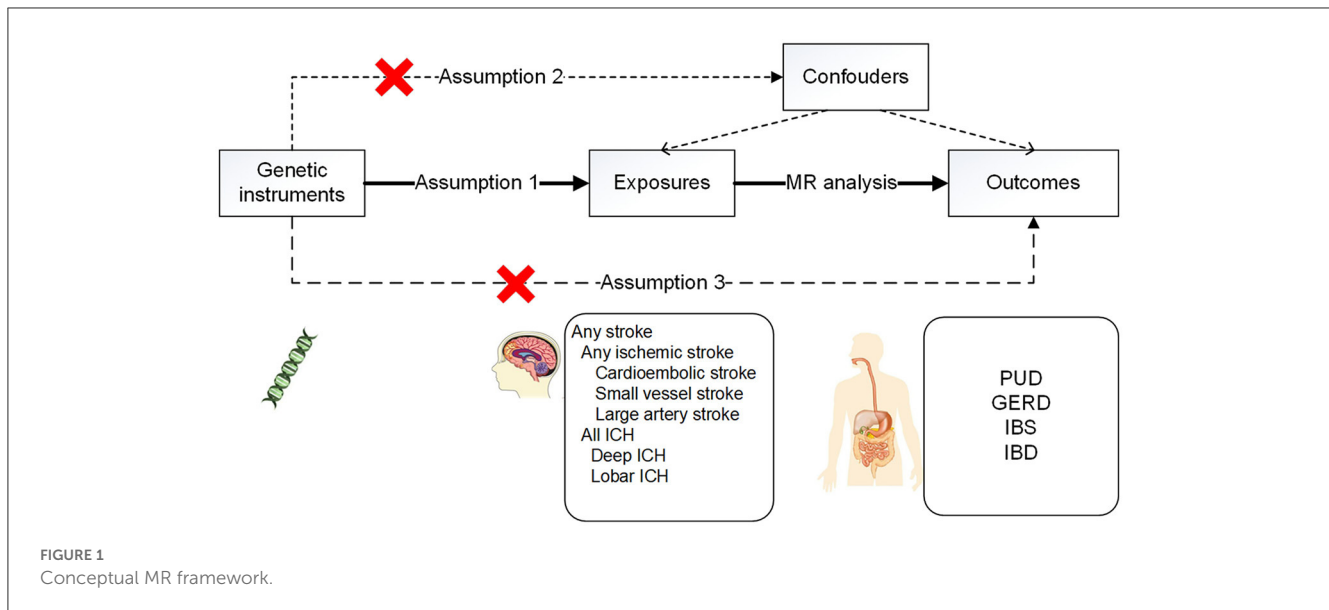 Assumption 2
Confouders
Genetic
instruments
Assumption 1
Exposures
MR analysis
Outcomes
Assumption 3
Any stroke
Any ischemic stroke
Cardioembolic stroke
Small vessel stroke
Large artery stroke
All ICH
Deep ICH
Lobar ICH
PUD
GERD
IBS
IBD
FIGURE 1
Conceptual MR framework.